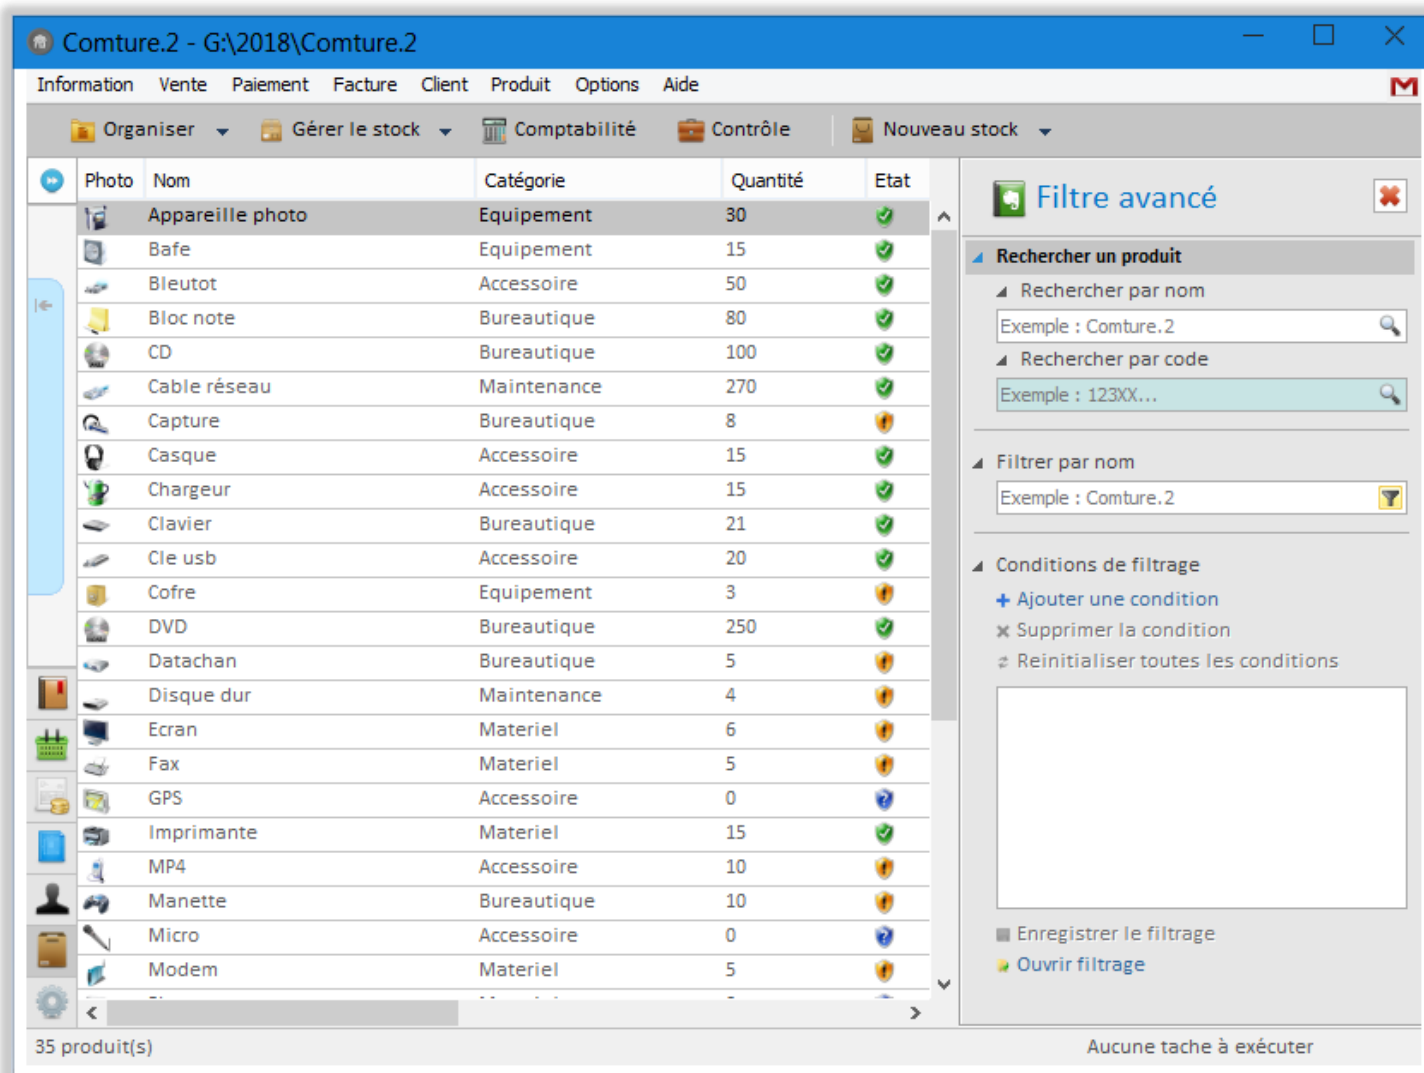 Comture.2 - G:\2018\Comture.2
Information Vente Paiement Facture Client Produit Options Aide
Organiser Gérer le stock Comptabilité Contrôle Nouveau stock
Photo Nom Catégorie Quantité Etat
Appareille photo Equipement 30
Bafe Equipement 15
Bleutot Accessoire 50
Bloc note Bureautique 80
CD Bureautique 100
Cable réseau Maintenance 270
Capture Bureautique 8
Casque Accessoire 15
Chargeur Accessoire 15
Clavier Bureautique 21
Cle usb Accessoire 20
Cofre Equipement 3
DVD Bureautique 250
Datachan Bureautique 5
Disque dur Maintenance 4
Ecran Materiel 6
Fax Materiel 5
GPS Accessoire 0
Imprimante Materiel 15
MP4 Accessoire 10
Manette Bureautique 10
Micro Accessoire 0
Modem Materiel 5
Filtre avancé
Rechercher un produit
Rechercher par nom
Exemple : Comture.2
Rechercher par code
Exemple : 123XX...
Filtrer par nom
Exemple : Comture.2
Conditions de filtrage
Ajouter une condition
Supprimer la condition
Reinitialiser toutes les conditions
Enregistrer le filtrage
Ouvrir filtrage
35 produit(s)
Aucune tache à exécuter